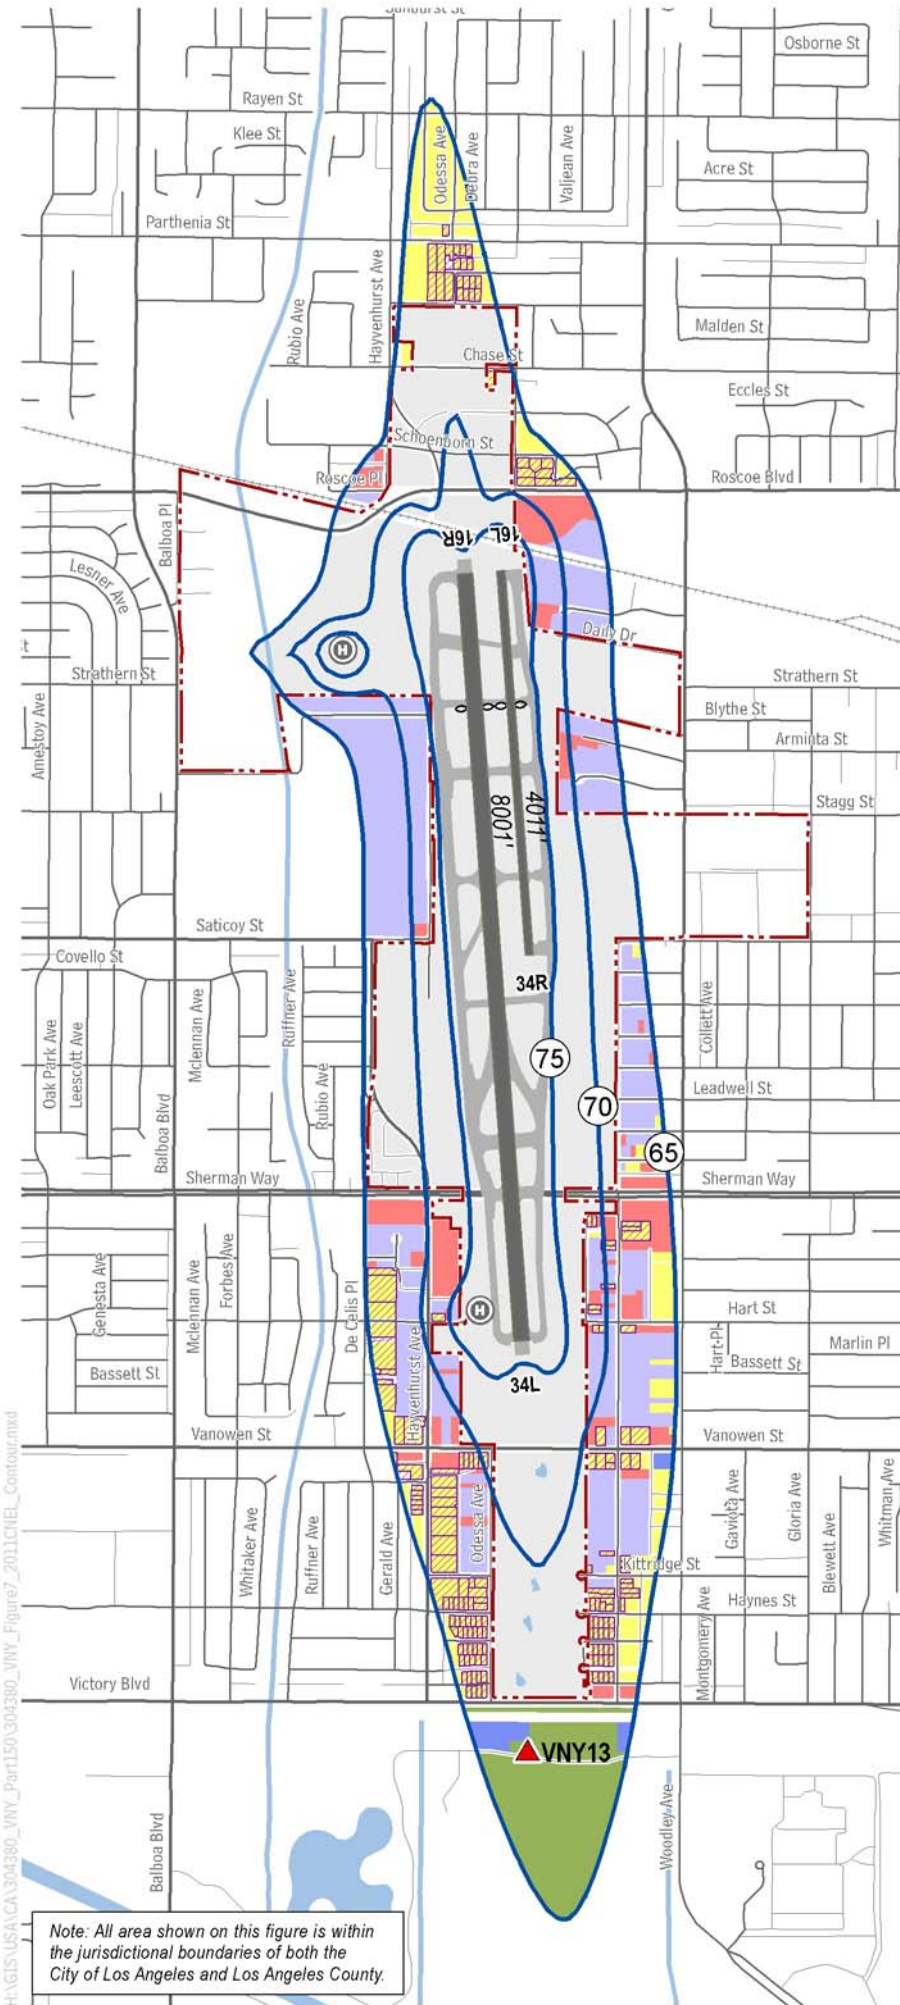 Sunburst St
Osborne St
Rayen St
Klee St
Odessa Ave
Debra Ave
Valjean Ave
Acre St
Parthenia St
Hayvenhurst Ave
Rubio Ave
Malden St
Chase St
Eccles St
Schoenborn St
Roscoe Pl
Roscoe Blvd
Balboa Pl
16R
16L
Lesner Ave
Daily Dr
H
Strathern St
Strathern St
Blythe St
Amestoy Ave
Arminta St
8001'
4011'
Stagg St
Saticoy St
Covello St
34R
Ruffner Ave
Mclennan Ave
Collett Ave
Oak Park Ave
Leescott Ave
75
Rubio Ave
Leadwell St
70
Balboa Blvd
65
Sherman Way
Sherman Way
Genesta Ave
Forbes Ave
Mclennan Ave
De Celis Pl
H
Hart St
Hart Pl
Marlin Pl
Bassett St
Bassett St
Hayvenhurst Ave
34L
Vanowen St
Vanowen St
Odessa Ave
Gaviota Ave
Gloria Ave
Whitman Ave
Blewett Ave
Whitaker Ave
Ruffner Ave
Gerald Ave
Kittridge St
Haynes St
Montgomery Ave
Victory Blvd
VNY13
Woodley Ave
Balboa Blvd
Note: All area shown on this figure is within
the jurisdictional boundaries of both the
City of Los Angeles and Los Angeles County.
H:\GIS\USA\CA\304380_VNY_Part150\304380_VNY_Figure7_2011CNEL_Contour.mxd